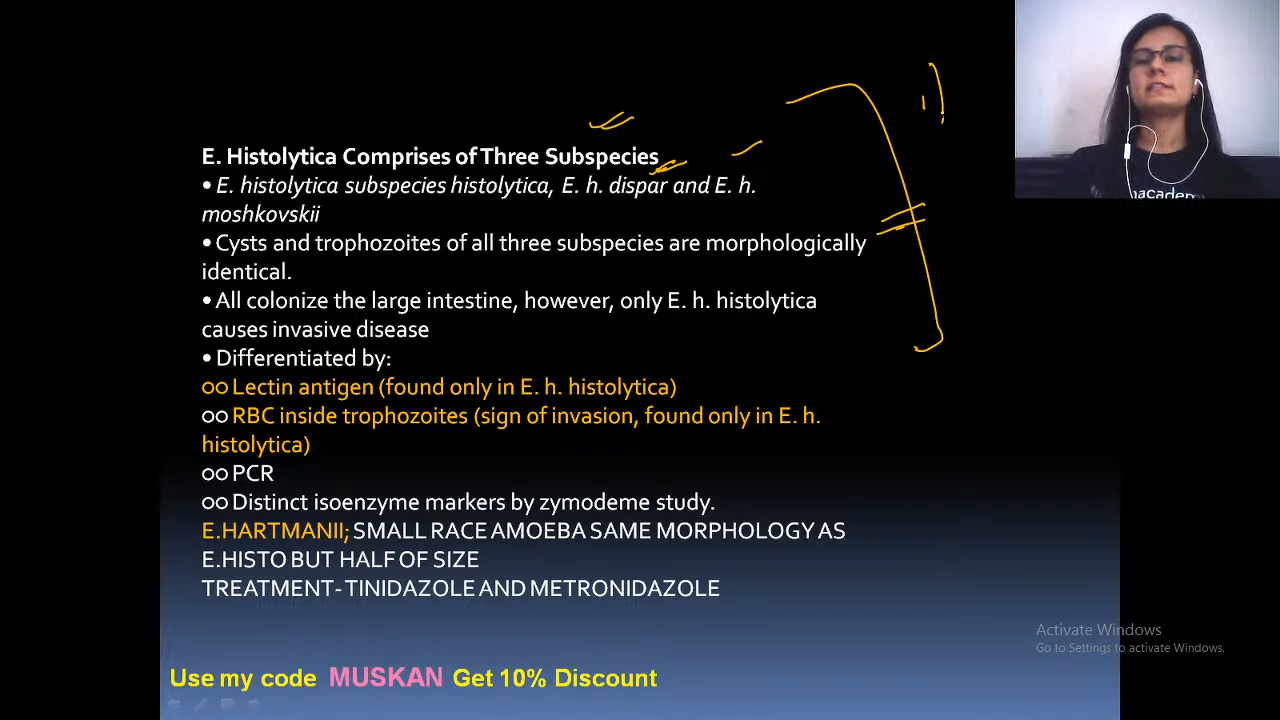 E. Histolytica Comprises of Three Subspecies
• E. histolytica subspecies histolytica, E. h. dispar and E. h.
moshkovskii
• Cysts and trophozoites of all three subspecies are morphologically
identical.
• All colonize the large intestine, however, only E. h. histolytica
causes invasive disease
• Differentiated by:
○○ Lectin antigen (found only in E. h. histolytica)
○○ RBC inside trophozoites (sign of invasion, found only in E. h.
histolytica)
○○ PCR
○○ Distinct isoenzyme markers by zymodeme study.
E.HARTMANII; SMALL RACE AMOEBA SAME MORPHOLOGY AS
E.HISTO BUT HALF OF SIZE
TREATMENT- TINIDAZOLE AND METRONIDAZOLE
Use my code MUSKAN Get 10% Discount
Activate Windows
Go to Settings to activate Windows.